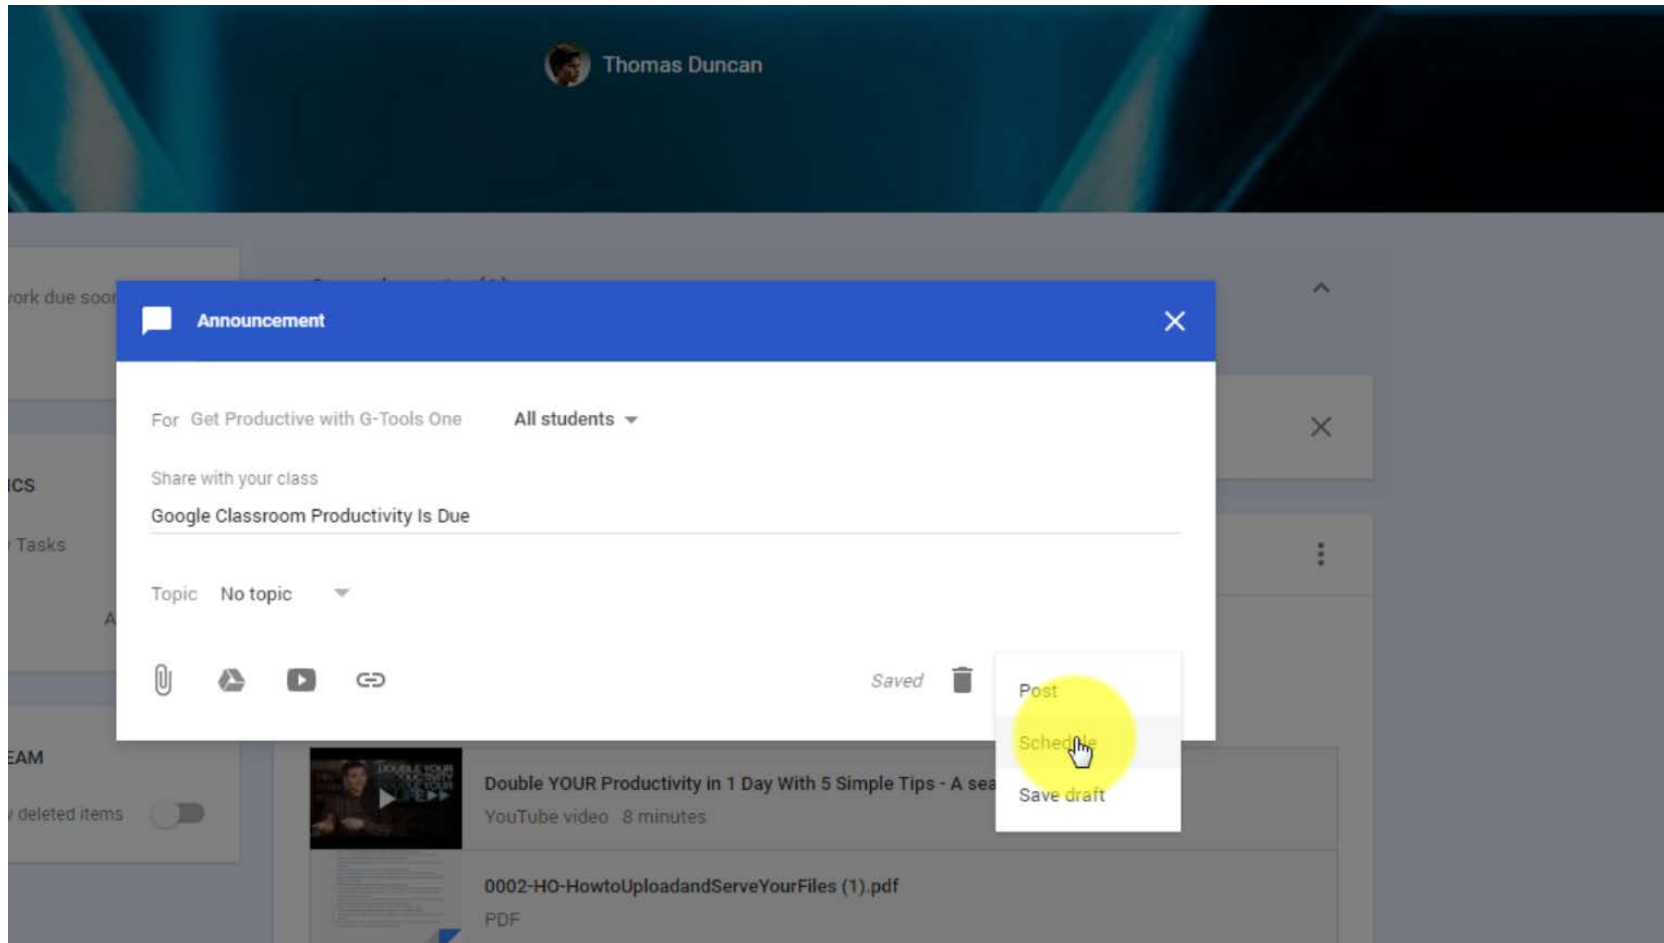 Thomas Duncan
work due soon
Announcement
For Get Productive with G-Tools One All students
Share with your class
Google Classroom Productivity Is Due
ICS
Tasks
Topic No topic
A
Saved
Post
Schedule
Save draft
EAM
deleted items
Double YOUR Productivity in 1 Day With 5 Simple Tips - A sea
YouTube video 8 minutes
0002-HO-HowtoUploadandServeYourFiles (1).pdf
PDF